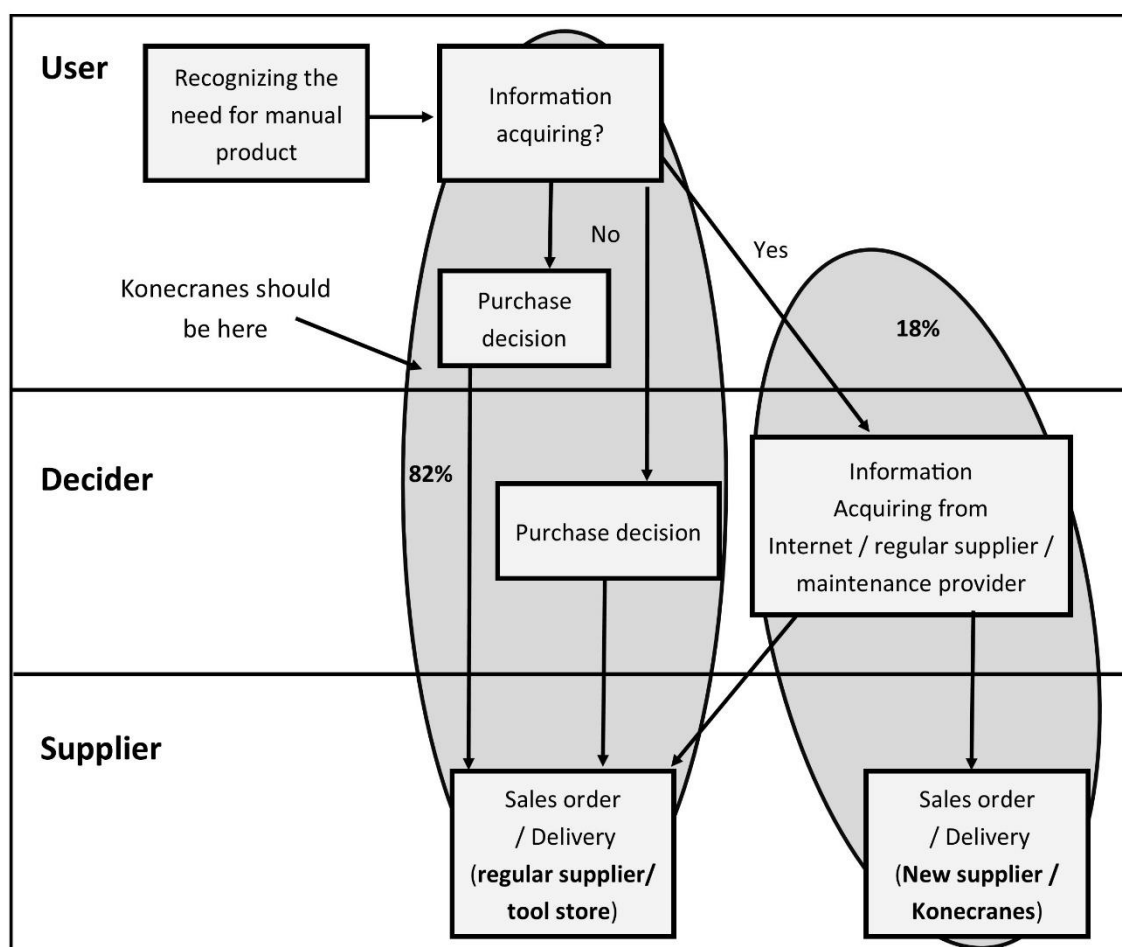 User
Recognizing the
need for manual
product
Information
acquiring?
No
Yes
Konecranes should
be here
Purchase
decision
18%
Decider
82%
Purchase decision
Information
Acquiring from
Internet / regular supplier /
maintenance provider
Supplier
Sales order
/ Delivery
(regular supplier/
tool store)
Sales order
/ Delivery
(New supplier /
Konecranes)